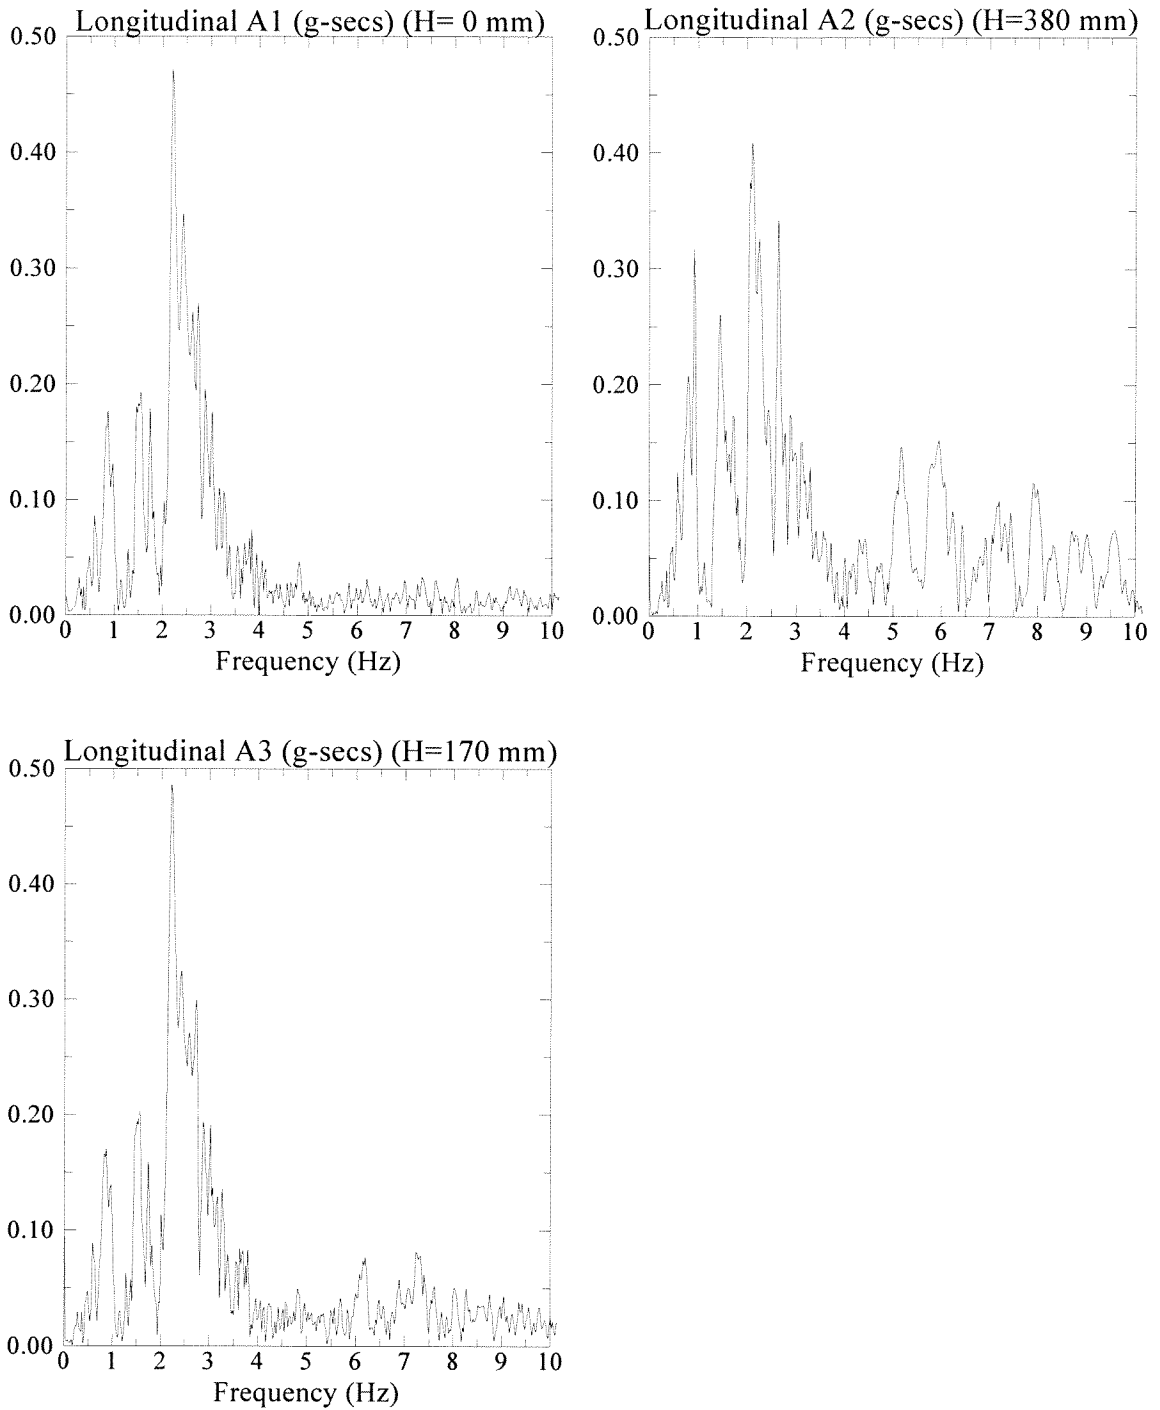 Longitudinal A1 (g-secs) (H= 0 mm)
0.50
0.40
0.30
0.20
0.10
0.00
0 1 2 3 4 5 6 7 8 9 10
Frequency (Hz)
Longitudinal A2 (g-secs) (H=380 mm)
0.50
0.40
0.30
0.20
0.10
0.00
0 1 2 3 4 5 6 7 8 9 10
Frequency (Hz)
Longitudinal A3 (g-secs) (H=170 mm)
0.50
0.40
0.30
0.20
0.10
0.00
0 1 2 3 4 5 6 7 8 9 10
Frequency (Hz)